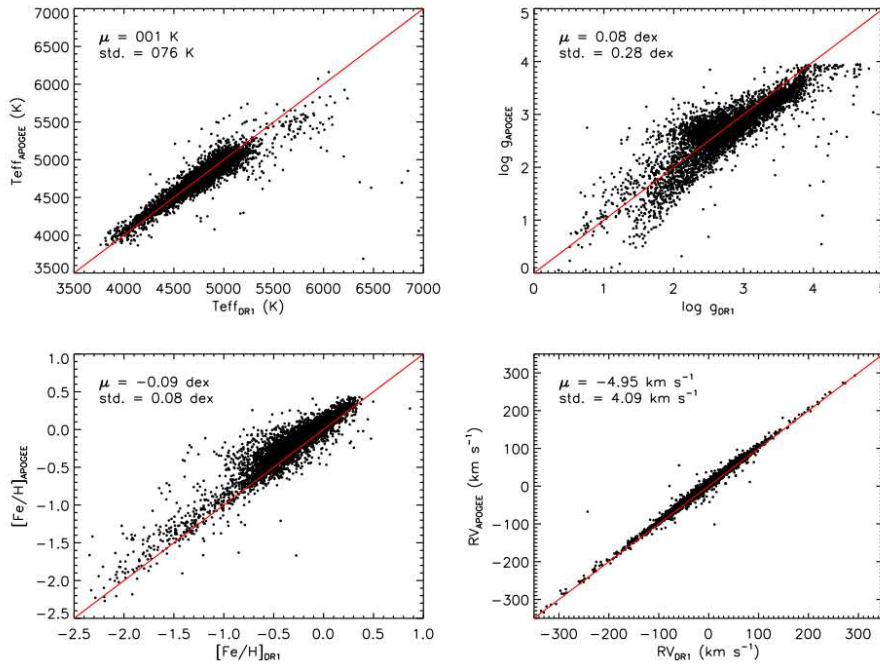 7000
6500
6000
5500
5000
4500
4000
3500
Teff_APOGEE (K)
μ = 001 K
std. = 076 K
3500 4000 4500 5000 5500 6000 6500 7000
Teff_DR1 (K)
5
4
3
2
1
0
log g_APOGEE
μ = 0.08 dex
std. = 0.28 dex
0 1 2 3 4 5
log g_DR1
1.0
0.5
0.0
−0.5
−1.0
−1.5
−2.0
−2.5
[Fe/H]_APOGEE
μ = −0.09 dex
std. = 0.08 dex
−2.5 −2.0 −1.5 −1.0 −0.5 0.0 0.5 1.0
[Fe/H]_DR1
300
200
100
0
−100
−200
−300
RV_APOGEE (km s⁻¹)
μ = −4.95 km s⁻¹
std. = 4.09 km s⁻¹
−300 −200 −100 0 100 200 300
RV_DR1 (km s⁻¹)